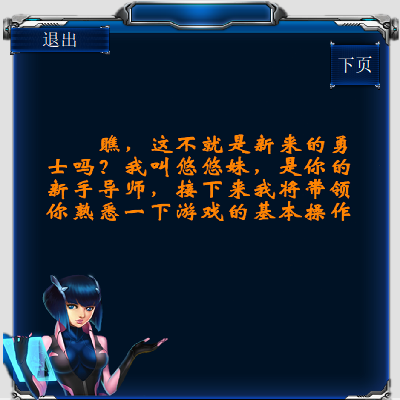 退出
下页
瞧，这不就是新来的勇
士吗？我叫悠悠妹，是你的
新手导师，接下来我将带领
你熟悉一下游戏的基本操作